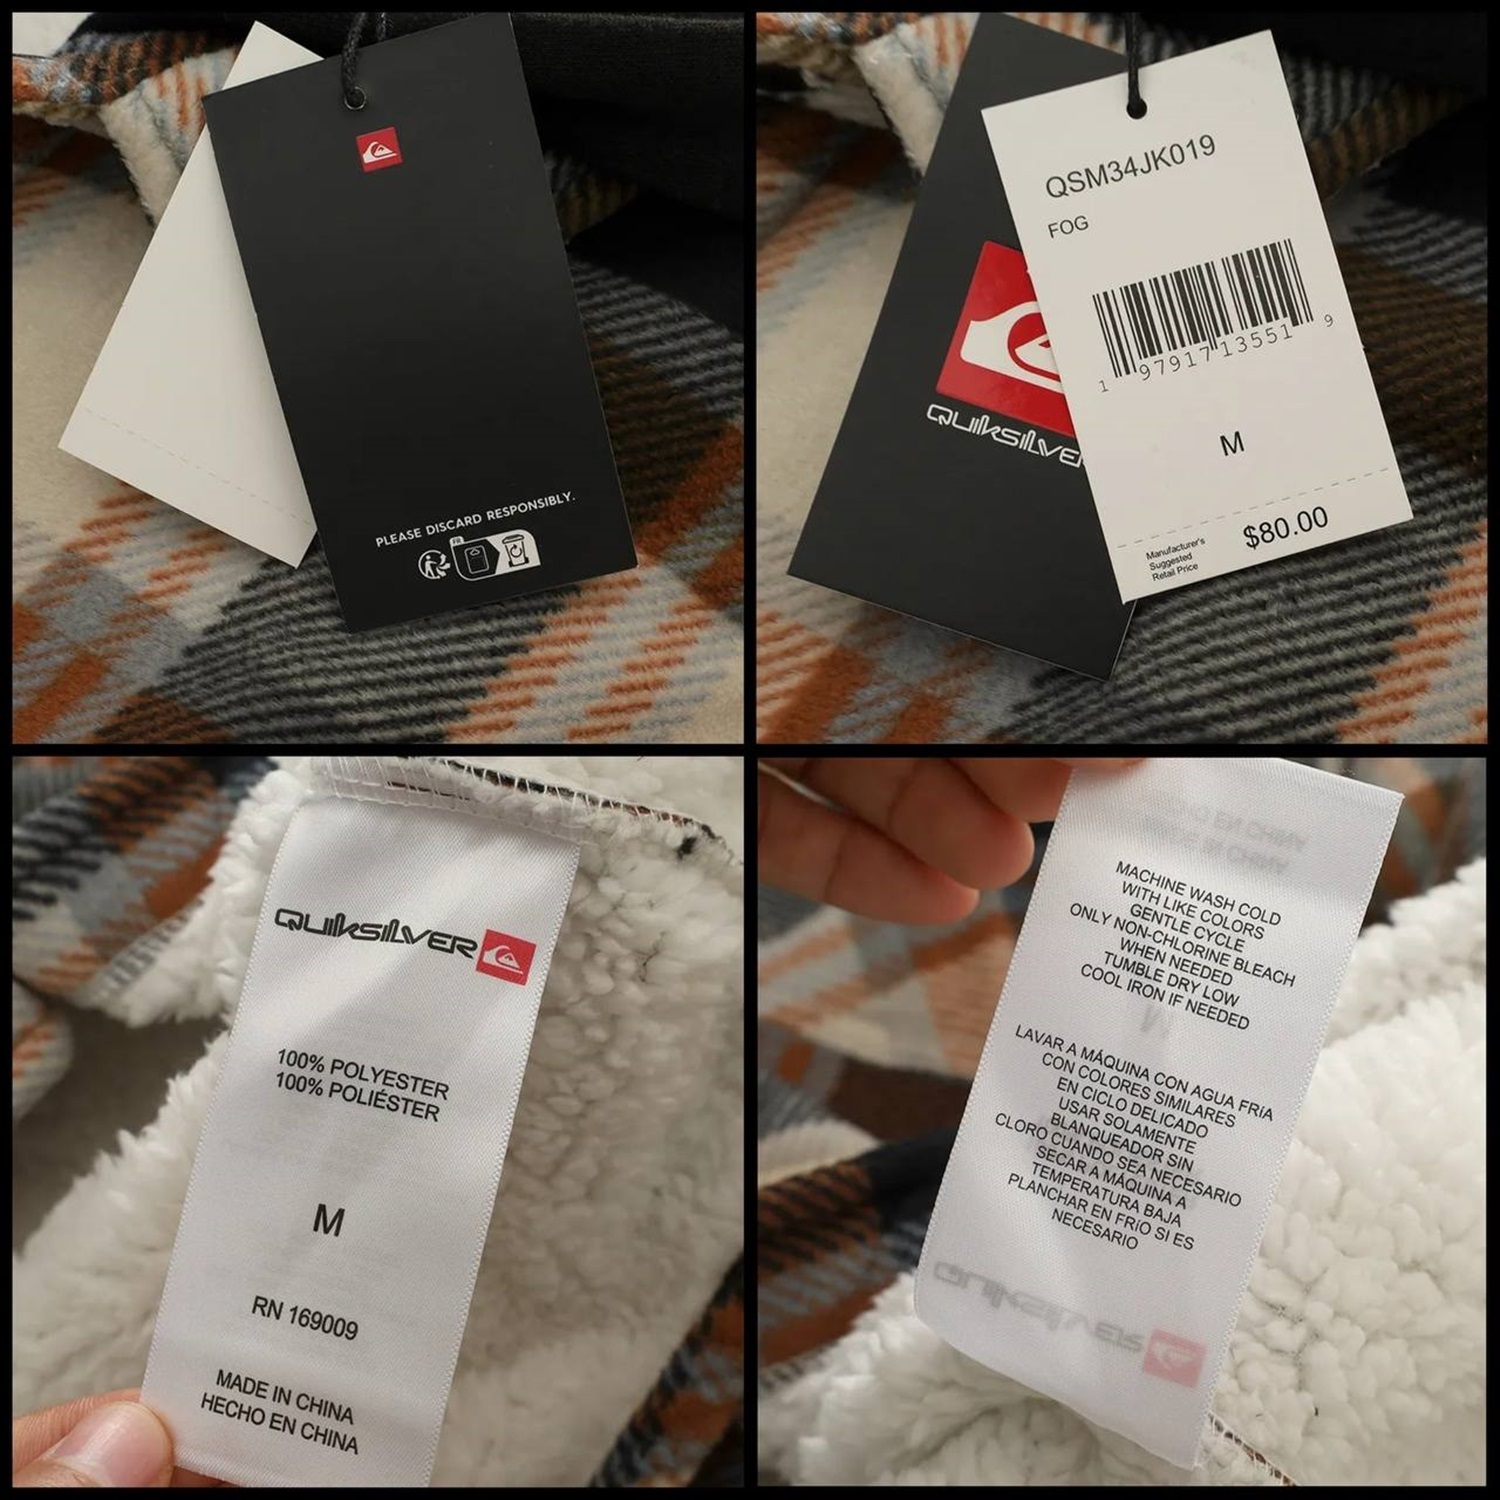 PLEASE DISCARD RESPONSIBLY.
FR
QSM34JK019
FOG
1 97917 13551 9
M
Manufacturer's
Suggested
Retail Price
$80.00
QUIKSILVER
QUIKSILVER
100% POLYESTER
100% POLIÉSTER
M
RN 169009
MADE IN CHINA
HECHO EN CHINA
MACHINE WASH COLD
WITH LIKE COLORS
GENTLE CYCLE
ONLY NON-CHLORINE BLEACH
WHEN NEEDED
TUMBLE DRY LOW
COOL IRON IF NEEDED
LAVAR A MÁQUINA CON AGUA FRIA
CON COLORES SIMILARES
EN CICLO DELICADO
USAR SOLAMENTE
BLANQUEADOR SIN
CLORO CUANDO SEA NECESARIO
SECAR A MÁQUINA A
TEMPERATURA BAJA
PLANCHAR EN FRIO SI ES
NECESARIO